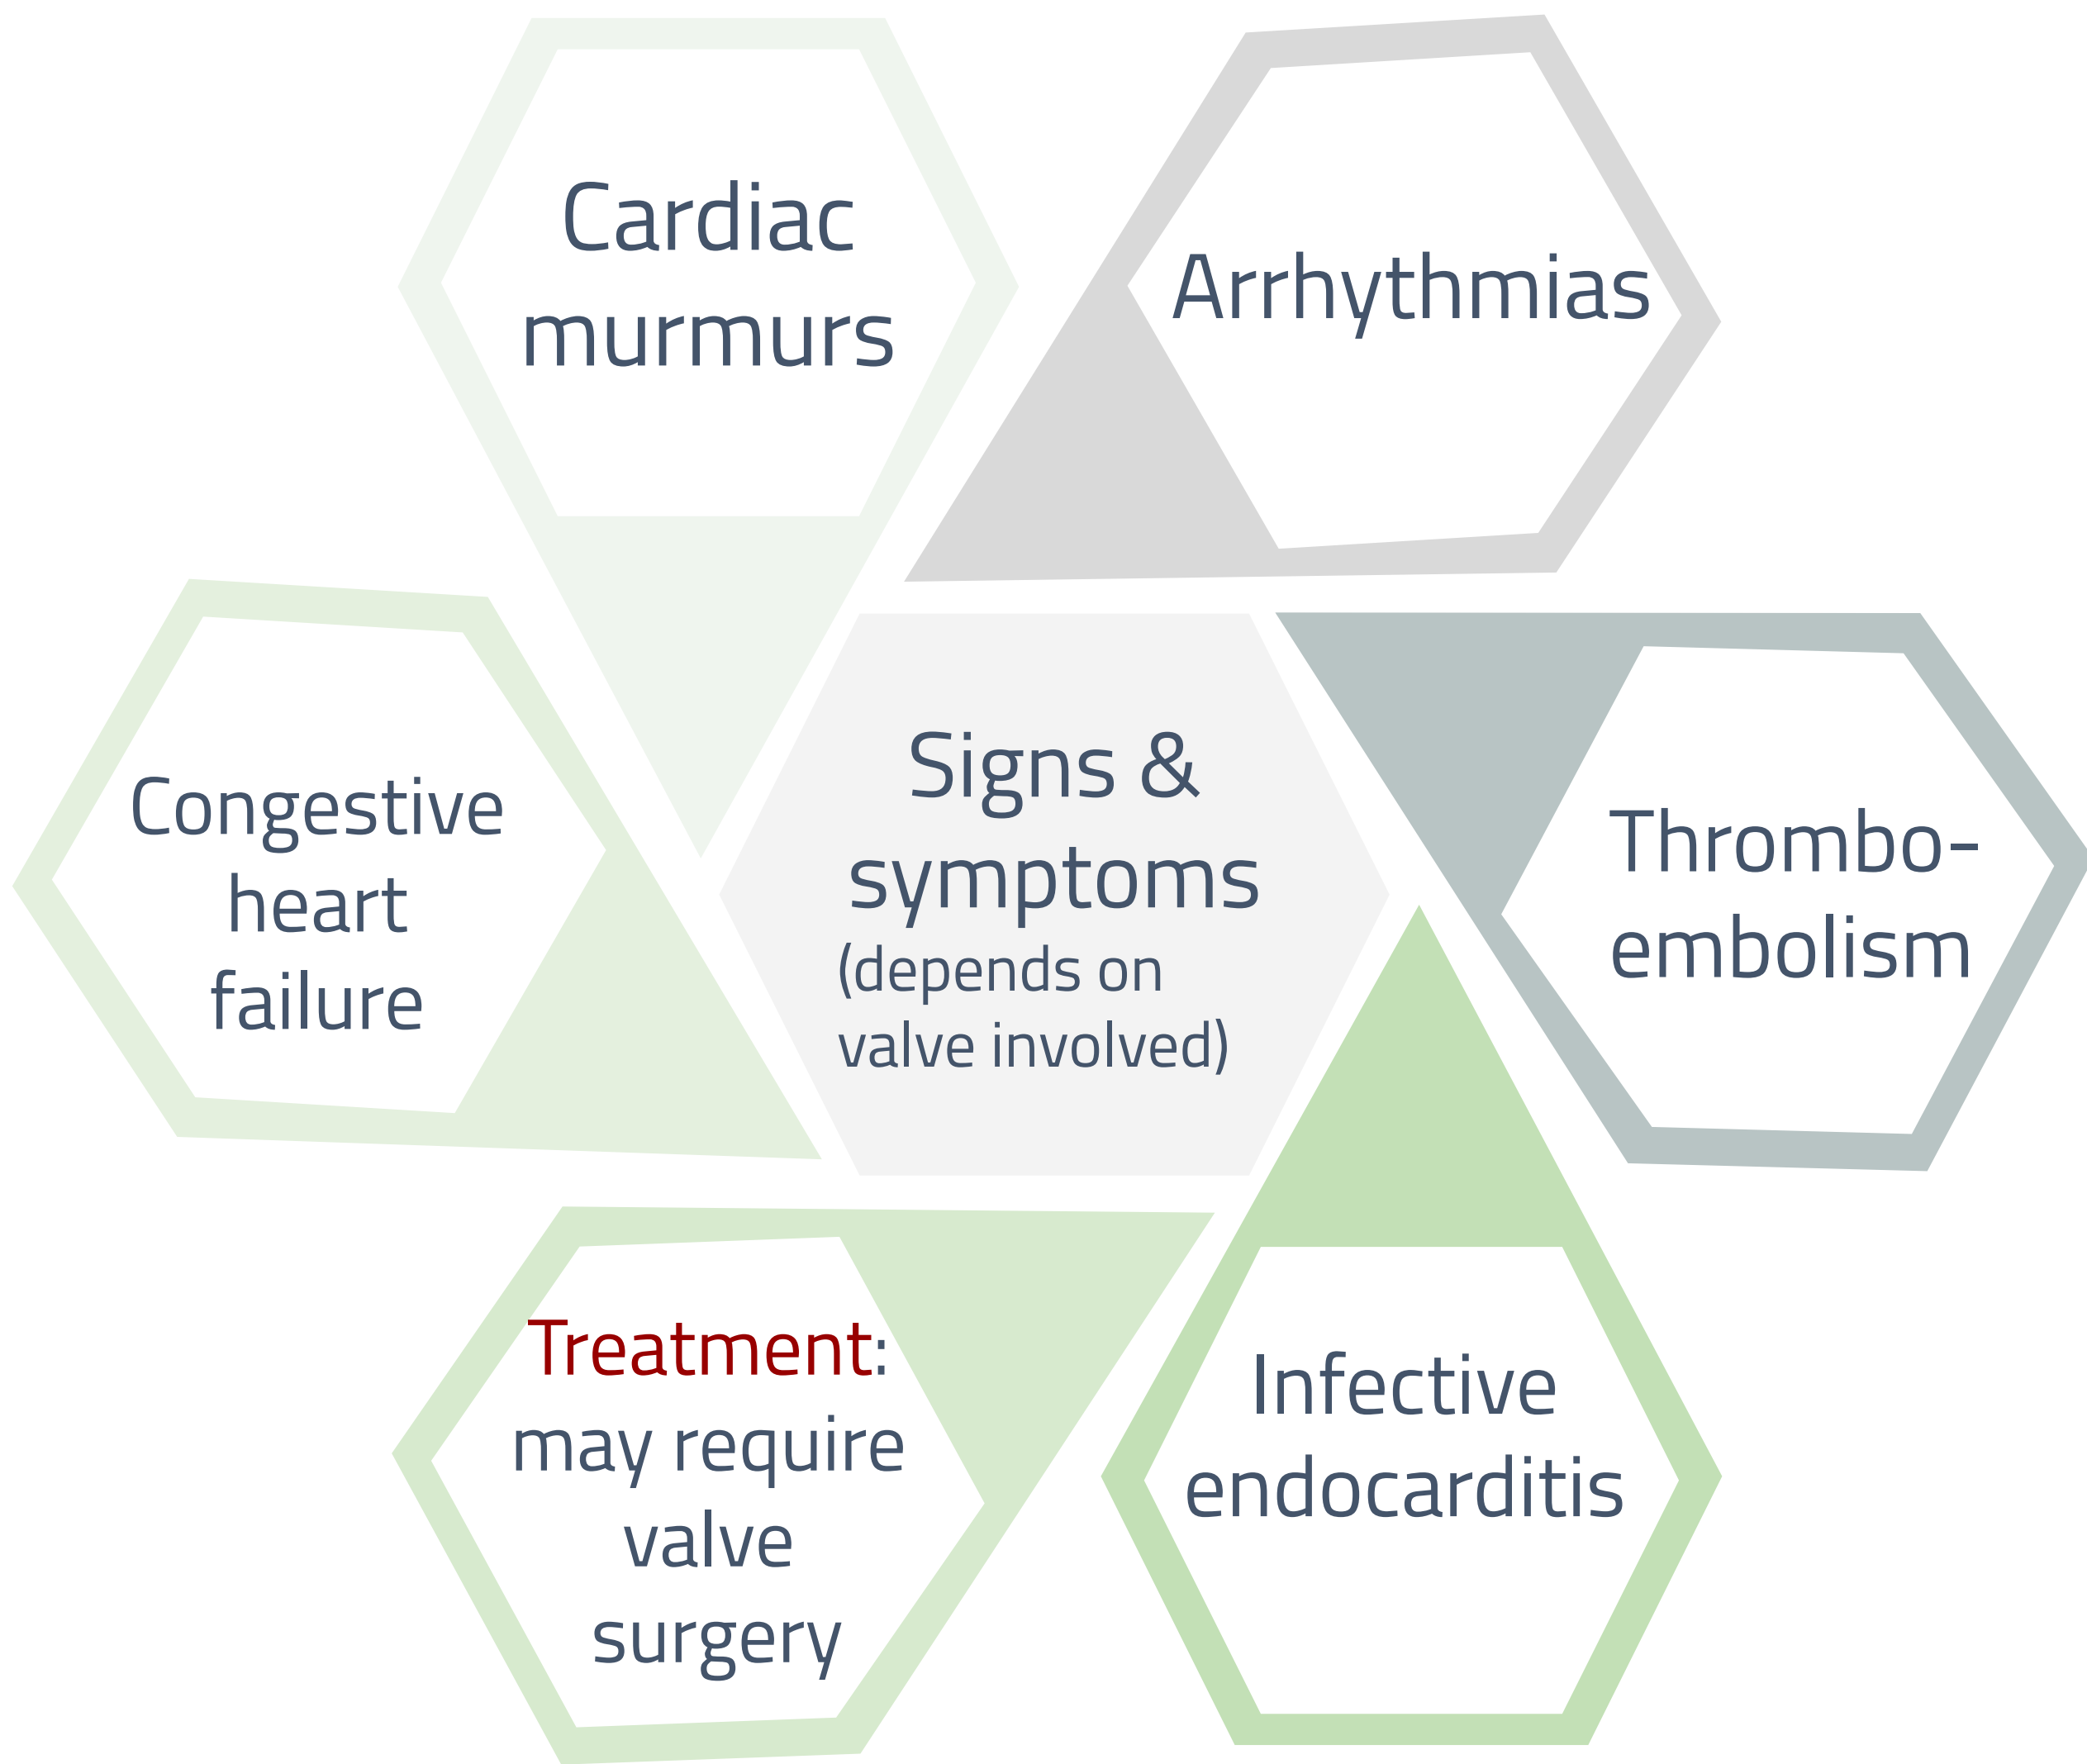 Cardiac
murmurs
Arrhythmias
Signs &
symptoms
(depends on
valve involved)
Congestive
heart
failure
Thrombo-
embolism
Treatment:
may require
valve
surgery
Infective
endocarditis